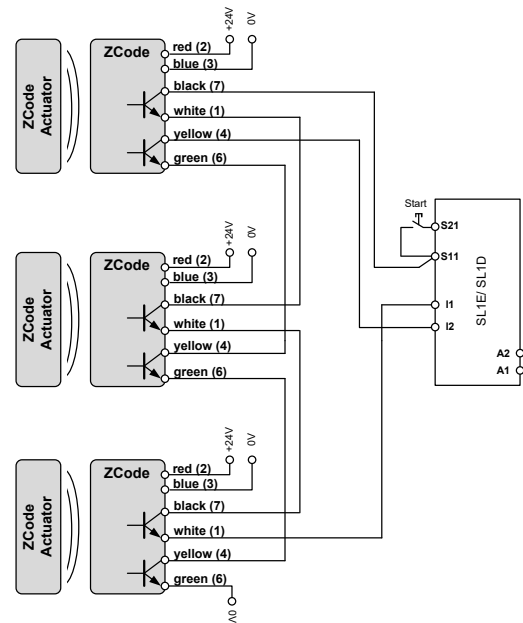 ZCode
Actuator
ZCode
+24V
0V
red (2)
blue (3)
black (7)
white (1)
yellow (4)
green (6)
ZCode
Actuator
ZCode
+24V
0V
red (2)
blue (3)
black (7)
white (1)
yellow (4)
green (6)
ZCode
Actuator
ZCode
+24V
0V
red (2)
blue (3)
black (7)
white (1)
yellow (4)
green (6)
0V
Start
S21
S11
SL1E/ SL1D
I1
I2
A2
A1